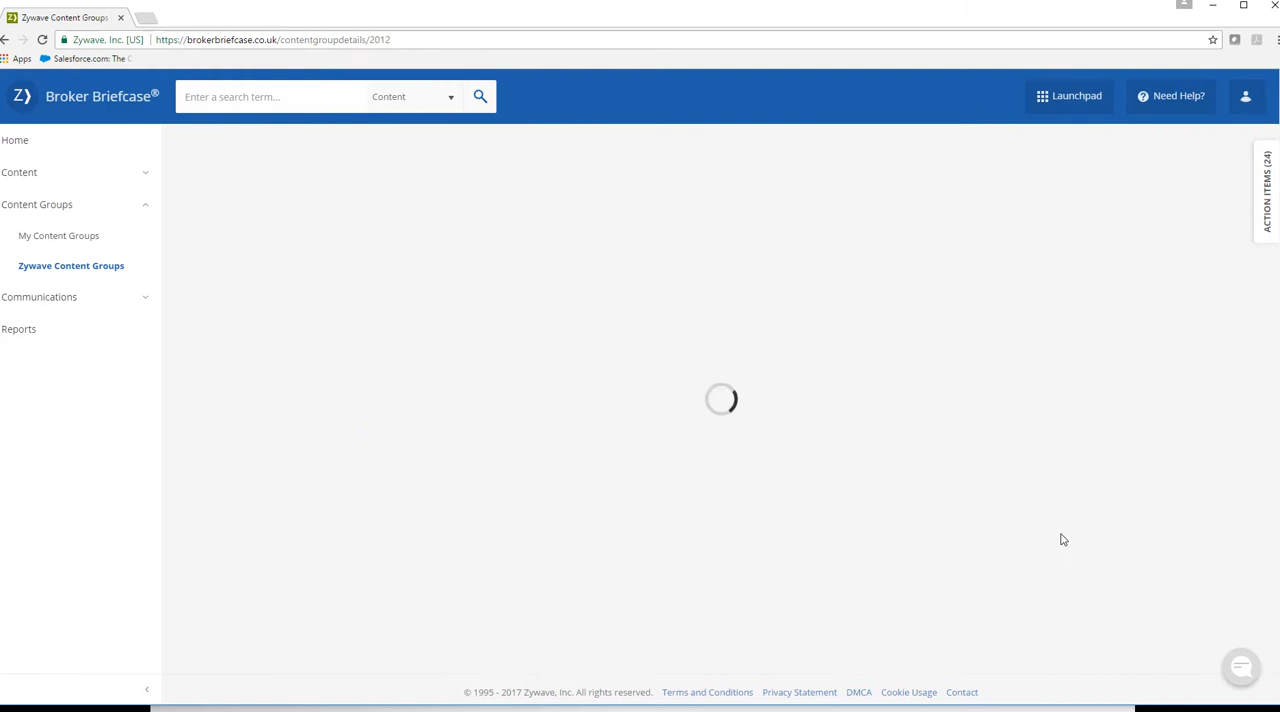 Zywave Content Groups
Zywave, Inc. [US] https://brokerbriefcase.co.uk/contentgroupdetails/2012
Apps Salesforce.com: The C
Z Broker Briefcase® Enter a search term... Content Launchpad Need Help?
Home
Content
Content Groups
My Content Groups
Zywave Content Groups
Communications
Reports
ACTION ITEMS (24)
© 1995 - 2017 Zywave, Inc. All rights reserved. Terms and Conditions Privacy Statement DMCA Cookie Usage Contact